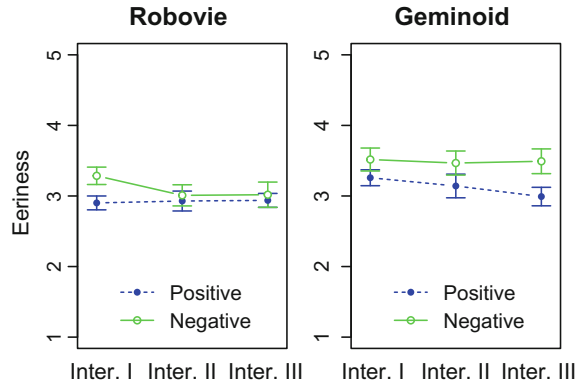 Robovie
Geminoid
Eeriness
5
4
3
2
1
Positive
Negative
Inter. I Inter. II Inter. III
5
4
3
2
1
Positive
Negative
Inter. I Inter. II Inter. III